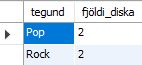 tegund fjöldi_diska
Pop 2
Rock 2